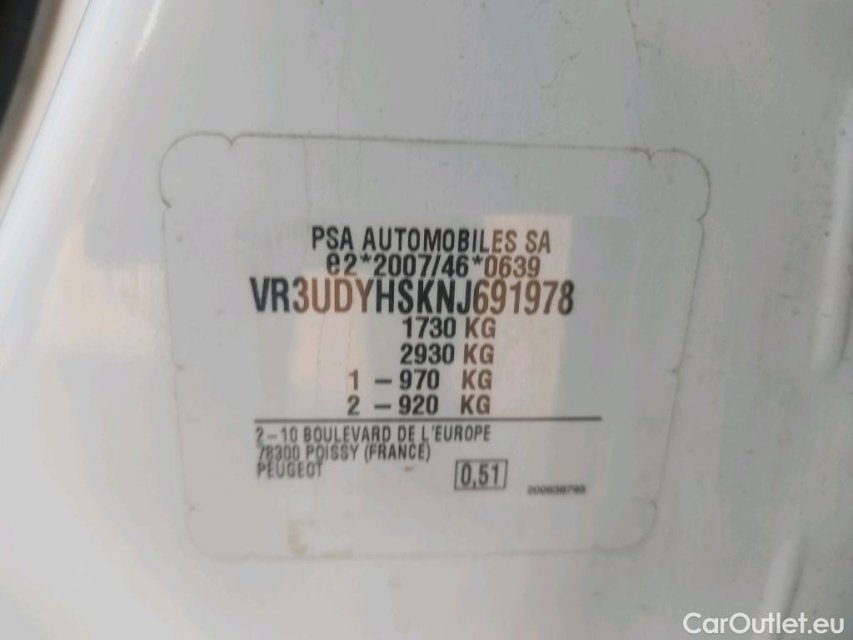 PSA AUTOMOBILES SA
e2*2007/46*0639
VR3UDYHSKNJ691978
1730 KG
2930 KG
1 – 970 KG
2 – 920 KG
2–10 BOULEVARD DE L'EUROPE
78300 POISSY (FRANCE)
PEUGEOT
0,51
CarOutlet.eu